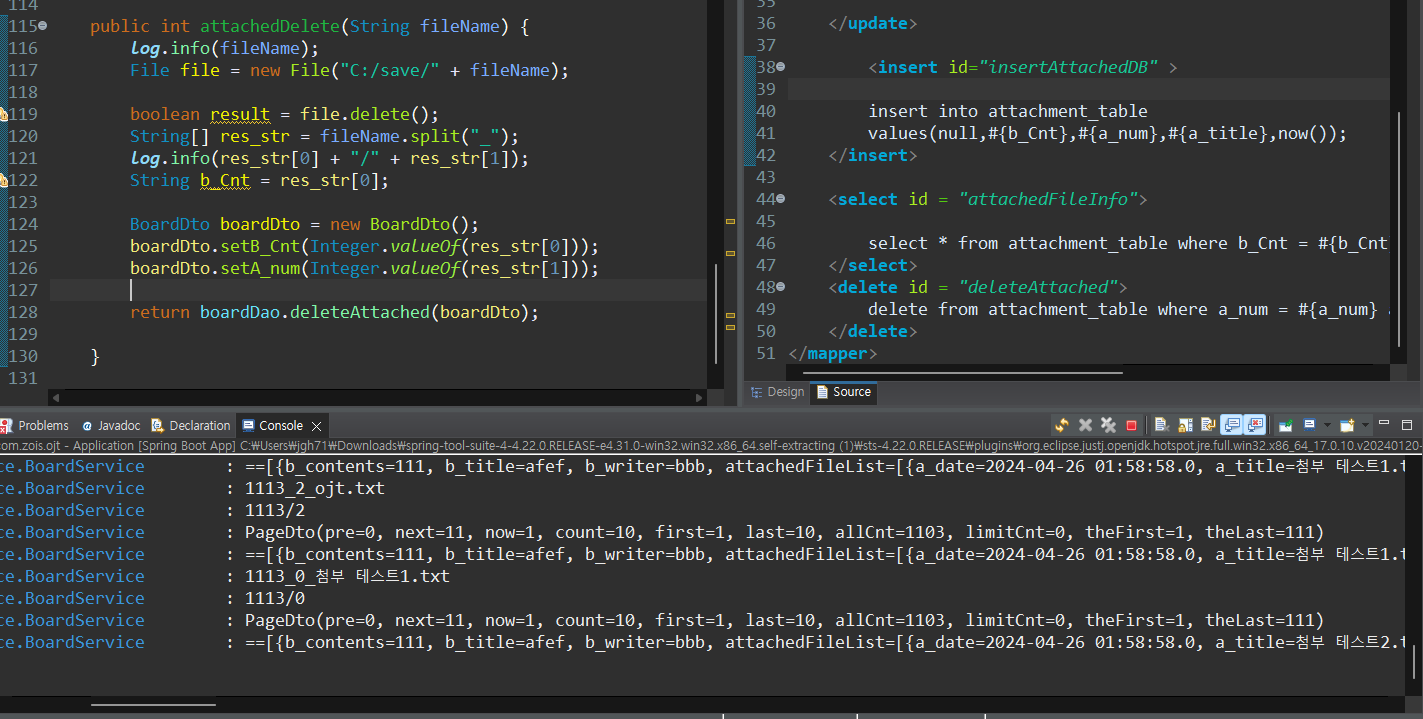 114
115 public int attachedDelete(String fileName) {
116 log.info(fileName);
117 File file = new File("C:/save/" + fileName);
118
119 boolean result = file.delete();
120 String[] res_str = fileName.split("_");
121 log.info(res_str[0] + "/" + res_str[1]);
122 String b_Cnt = res_str[0];
123
124 BoardDto boardDto = new BoardDto();
125 boardDto.setB_Cnt(Integer.valueOf(res_str[0]));
126 boardDto.setA_num(Integer.valueOf(res_str[1]));
127
128 return boardDao.deleteAttached(boardDto);
129
130 }
131
35
36 </update>
37
38 <insert id="insertAttachedDB" >
39
40 insert into attachment_table
41 values(null,#{b_Cnt},#{a_num},#{a_title},now());
42 </insert>
43
44 <select id = "attachedFileInfo">
45
46 select * from attachment_table where b_Cnt = #{b_Cnt
47 </select>
48 <delete id = "deleteAttached">
49 delete from attachment_table where a_num = #{a_num}
50 </delete>
51 </mapper>
Design Source
Problems @ Javadoc Declaration Console
com.zois.ojt - Application [Spring Boot App] C:₩Users₩jgh71₩Downloads₩spring-tool-suite-4-4.22.0.RELEASE-e4.31.0-win32.win32.x86_64.self-extracting (1)₩sts-4.22.0.RELEASE₩plugins₩org.eclipse.justj.openjdk.hotspot.jre.full.win32.x86_64_17.0.10.v20240120-
ce.BoardService : ==[{b_contents=111, b_title=afef, b_writer=bbb, attachedFileList=[{a_date=2024-04-26 01:58:58.0, a_title=첨부 테스트1.t
ce.BoardService : 1113_2_ojt.txt
ce.BoardService : 1113/2
ce.BoardService : PageDto(pre=0, next=11, now=1, count=10, first=1, last=10, allCnt=1103, limitCnt=0, theFirst=1, theLast=111)
ce.BoardService : ==[{b_contents=111, b_title=afef, b_writer=bbb, attachedFileList=[{a_date=2024-04-26 01:58:58.0, a_title=첨부 테스트1.t
ce.BoardService : 1113_0_첨부 테스트1.txt
ce.BoardService : 1113/0
ce.BoardService : PageDto(pre=0, next=11, now=1, count=10, first=1, last=10, allCnt=1103, limitCnt=0, theFirst=1, theLast=111)
ce.BoardService : ==[{b_contents=111, b_title=afef, b_writer=bbb, attachedFileList=[{a_date=2024-04-26 01:58:58.0, a_title=첨부 테스트2.t